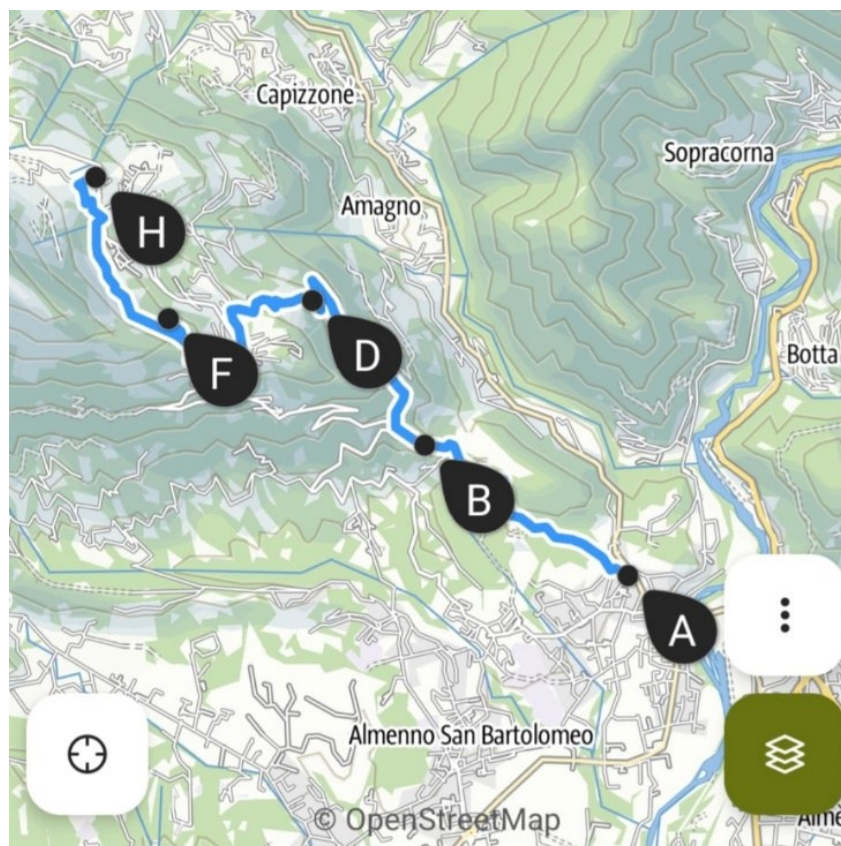 Capizzone
Sopracorna
Amagno
H
Botta
D
F
B
A
Almenno San Bartolomeo
© OpenStreetMap